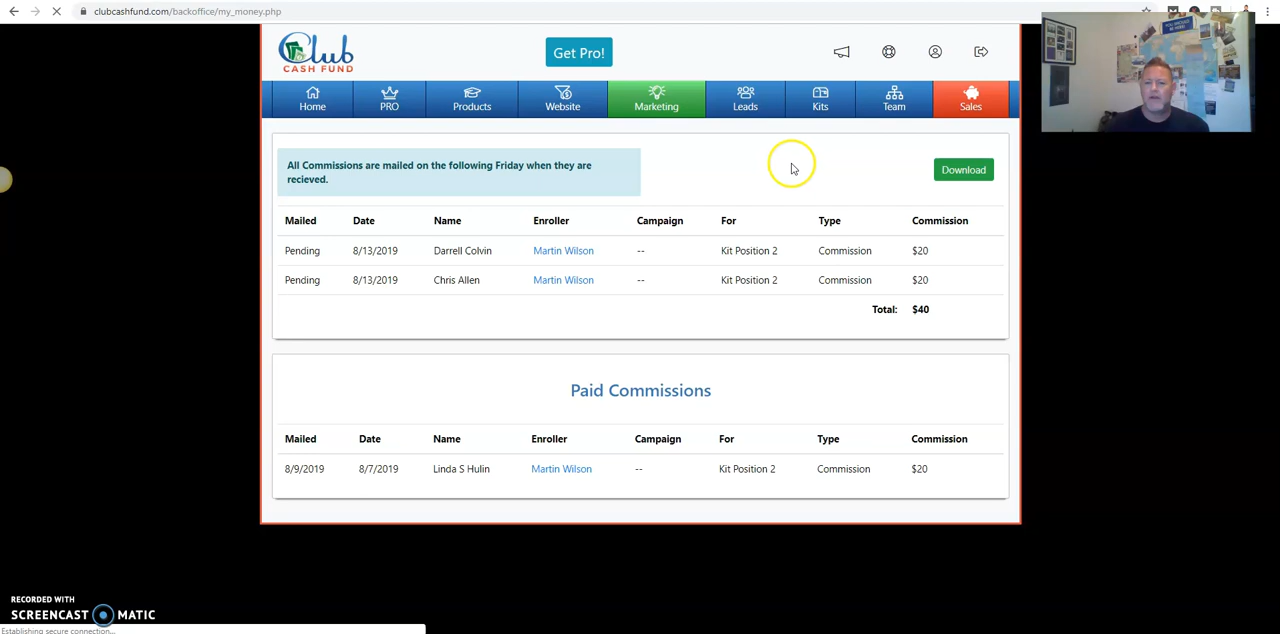 clubcashfund.com/backoffice/my_money.php
Club
CASH FUND
Get Pro!
Home
PRO
Products
Website
Marketing
Leads
Kits
Team
Sales
All Commissions are mailed on the following Friday when they are
recieved.
Download
Mailed Date Name Enroller Campaign For Type Commission
Pending 8/13/2019 Darrell Colvin Martin Wilson -- Kit Position 2 Commission $20
Pending 8/13/2019 Chris Allen Martin Wilson -- Kit Position 2 Commission $20
Total: $40
Paid Commissions
Mailed Date Name Enroller Campaign For Type Commission
8/9/2019 8/7/2019 Linda S Hulin Martin Wilson -- Kit Position 2 Commission $20
RECORDED WITH
SCREENCAST MATIC
Establishing secure connection...